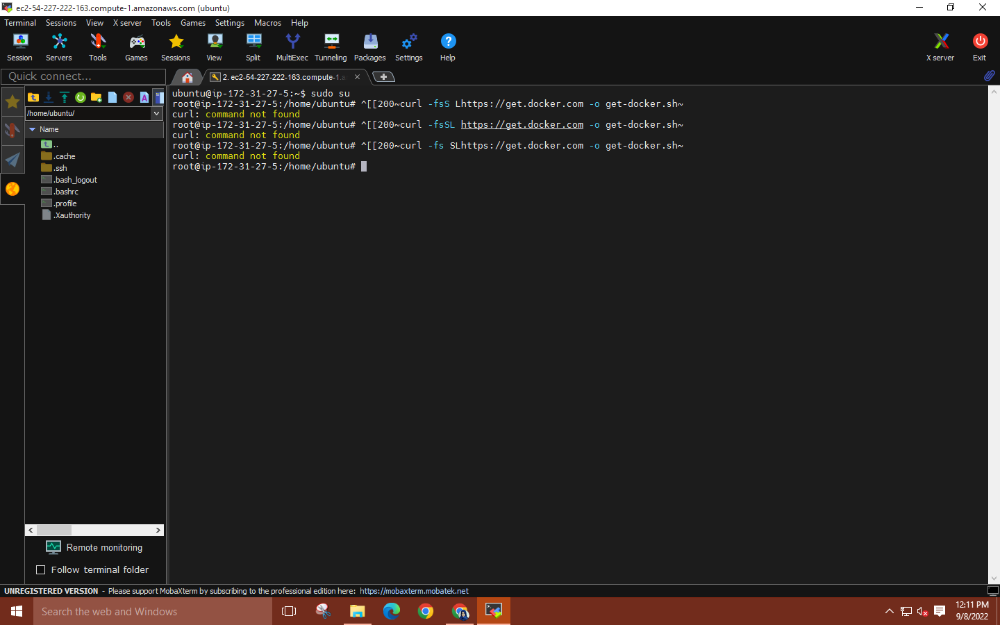 ec2-54-227-222-163.compute-1.amazonaws.com (ubuntu)
Terminal Sessions View X server Tools Games Settings Macros Help
Session Servers Tools Games Sessions View Split MultiExec Tunneling Packages Settings Help X server Exit
Quick connect...
2. ec2-54-227-222-163.compute-1.a
/home/ubuntu/
Name
..
.cache
.ssh
.bash_logout
.bashrc
.profile
.Xauthority
ubuntu@ip-172-31-27-5:~$ sudo su
root@ip-172-31-27-5:/home/ubuntu# ^[[200~curl -fsS Lhttps://get.docker.com -o get-docker.sh~
curl: command not found
root@ip-172-31-27-5:/home/ubuntu# ^[[200~curl -fsSL https://get.docker.com -o get-docker.sh~
curl: command not found
root@ip-172-31-27-5:/home/ubuntu# ^[[200~curl -fs SLhttps://get.docker.com -o get-docker.sh~
curl: command not found
root@ip-172-31-27-5:/home/ubuntu#
Remote monitoring
Follow terminal folder
UNREGISTERED VERSION - Please support MobaXterm by subscribing to the professional edition here: https://mobaxterm.mobatek.net
Search the web and Windows
12:11 PM
9/8/2022